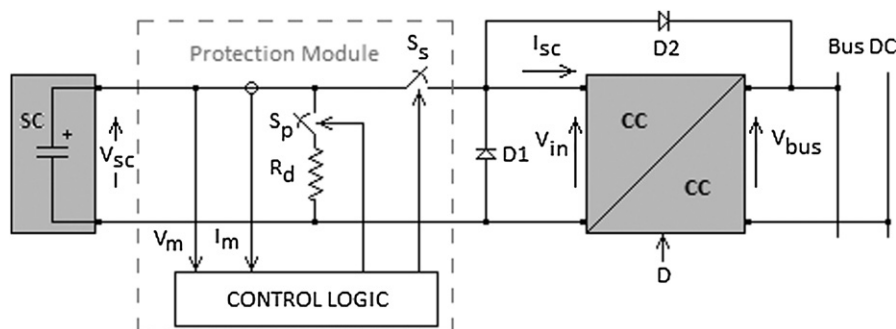 Protection Module
Ss
Isc
D2
Bus DC
SC
+
Vsc
I
Sp
Rd
D1
Vin
CC
CC
Vbus
Vm
Im
D
CONTROL LOGIC